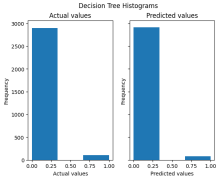 Decision Tree Histograms
Actual values
Predicted values
Frequency
3000
2500
2000
1500
1000
500
0
0.00 0.25 0.50 0.75 1.00
Actual values
Frequency
0.00 0.25 0.50 0.75 1.00
Predicted values